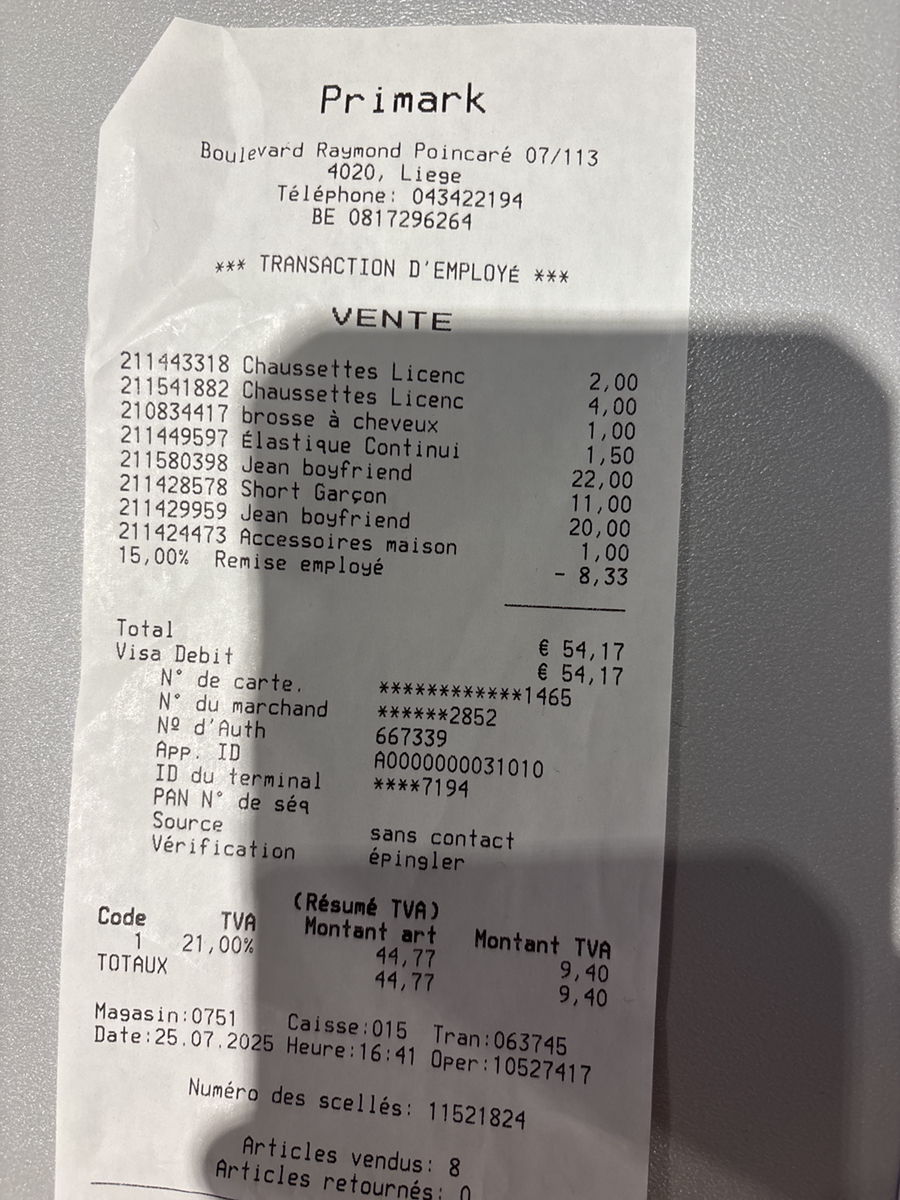 Primark
Boulevard Raymond Poincaré 07/113
4020, Liege
Téléphone: 043422194
BE 0817296264
*** TRANSACTION D'EMPLOYÉ ***
VENTE
211443318 Chaussettes Licenc 2,00
211541882 Chaussettes Licenc 4,00
210834417 brosse à cheveux 1,00
211449597 Élastique Continui 1,50
211580398 Jean boyfriend 22,00
211428578 Short Garçon 11,00
211429959 Jean boyfriend 20,00
211424473 Accessoires maison 1,00
15,00% Remise employé - 8,33
Total € 54,17
Visa Debit € 54,17
N° de carte. ************1465
N° du marchand ******2852
Nº d'Auth 667339
App. ID A0000000031010
ID du terminal ****7194
PAN N° de séq
Source sans contact
Vérification épingler
(Résumé TVA)
Code TVA Montant art Montant TVA
1 21,00% 44,77 9,40
TOTAUX 44,77 9,40
Magasin:0751 Caisse:015 Tran:063745
Date:25.07.2025 Heure:16:41 Oper:10527417
Numéro des scellés: 11521824
Articles vendus: 8
Articles retournés: 0